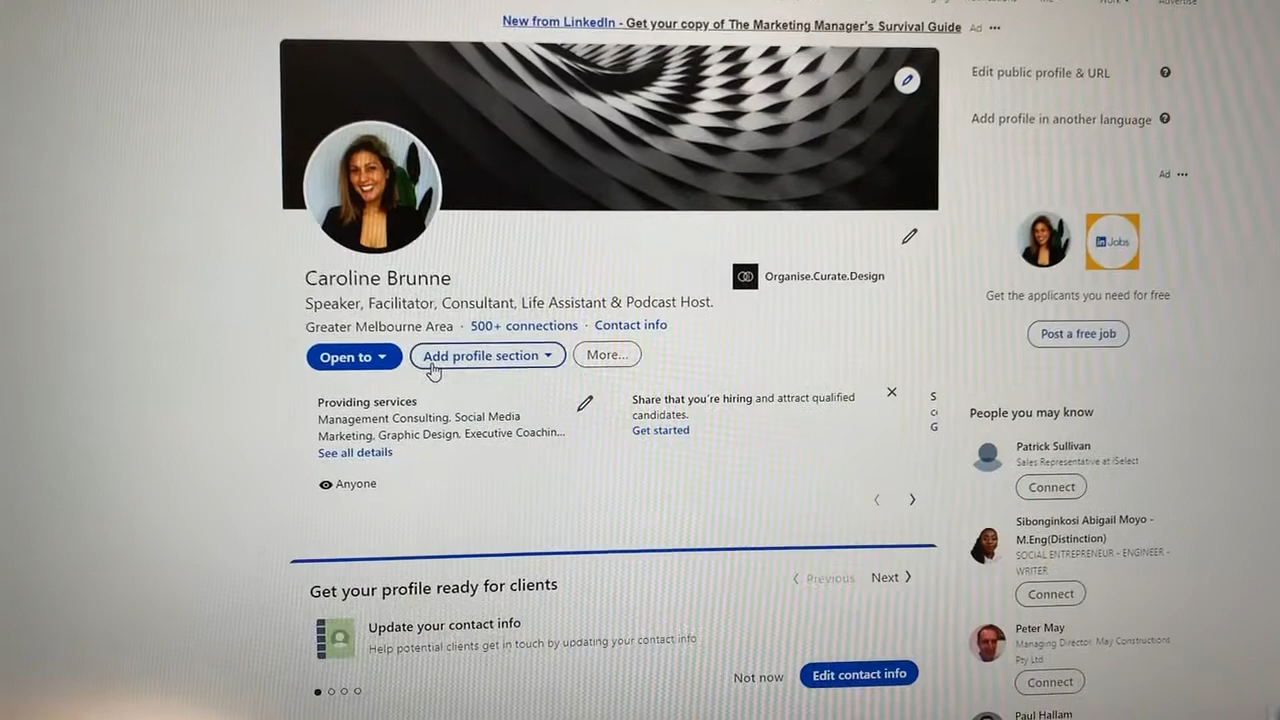 New from LinkedIn - Get your copy of The Marketing Manager's Survival Guide Ad
Edit public profile & URL
Add profile in another language
Ad
in Jobs
Get the applicants you need for free
Post a free job
Caroline Brunne
Organise.Curate.Design
Speaker, Facilitator, Consultant, Life Assistant & Podcast Host.
Greater Melbourne Area · 500+ connections · Contact info
Open to
Add profile section
More...
Providing services
Management Consulting, Social Media
Marketing, Graphic Design, Executive Coachin...
See all details
Anyone
Share that you're hiring and attract qualified
candidates.
Get started
S
c
G
Get your profile ready for clients
Previous
Next
Update your contact info
Help potential clients get in touch by updating your contact info
Not now
Edit contact info
People you may know
Patrick Sullivan
Sales Representative at iSelect
Connect
Sibonginkosi Abigail Moyo -
M.Eng(Distinction)
SOCIAL ENTREPRENEUR - ENGINEER -
WRITER
Connect
Peter May
Managing Director, May Constructions
Pty Ltd
Connect
Paul Hallam